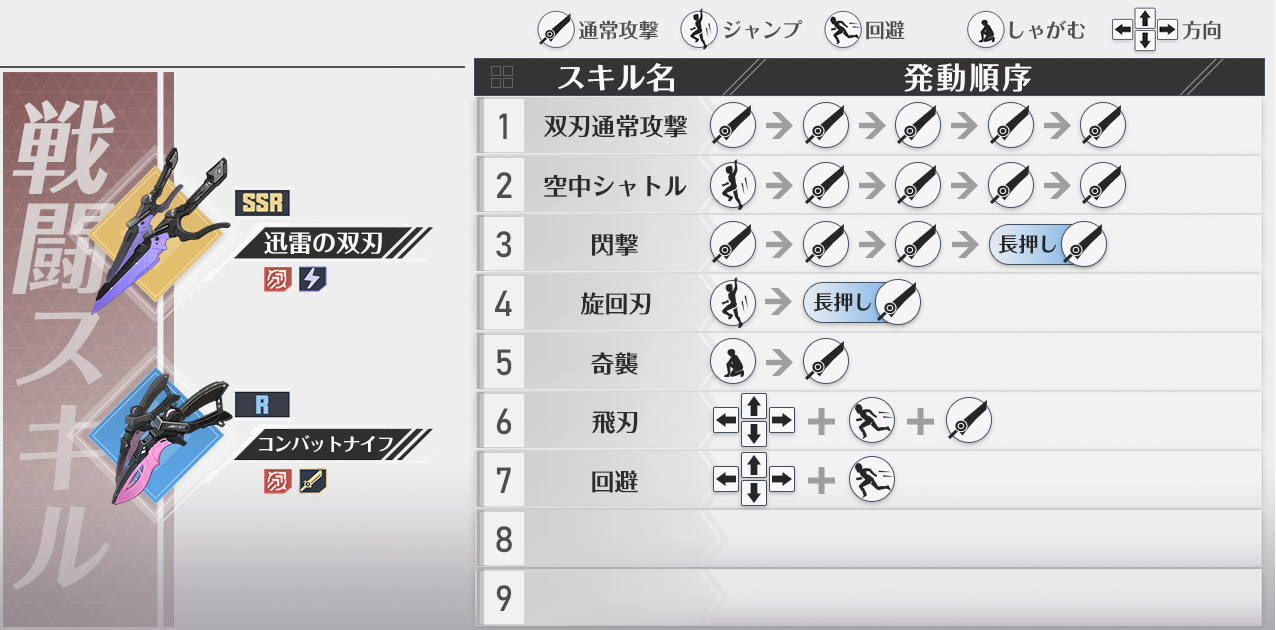 通常攻撃 ジャンプ 回避 しゃがむ 方向
戦闘スキル
SSR
迅雷の双刃
R
コンバットナイフ
スキル名 発動順序
1 双刃通常攻撃
2 空中シャトル
3 閃撃 長押し
4 旋回刃 長押し
5 奇襲
6 飛刃
7 回避
8
9